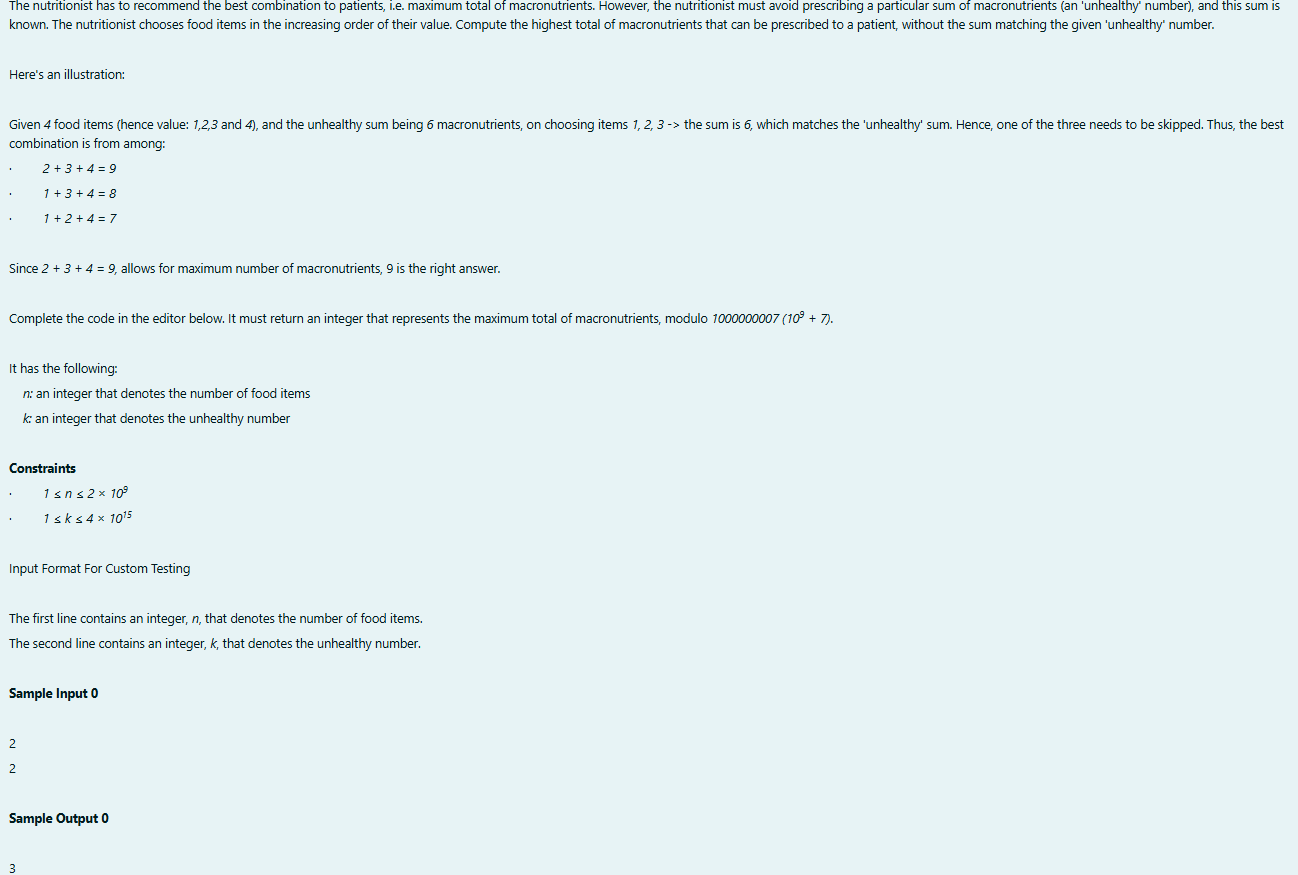 The nutritionist has to recommend the best combination to patients, i.e. maximum total of macronutrients. However, the nutritionist must avoid prescribing a particular sum of macronutrients (an 'unhealthy' number), and this sum is
known. The nutritionist chooses food items in the increasing order of their value. Compute the highest total of macronutrients that can be prescribed to a patient, without the sum matching the given 'unhealthy' number.
Here's an illustration:
Given 4 food items (hence value: 1,2,3 and 4), and the unhealthy sum being 6 macronutrients, on choosing items 1, 2, 3 -> the sum is 6, which matches the 'unhealthy' sum. Hence, one of the three needs to be skipped. Thus, the best
combination is from among:
· 2 + 3 + 4 = 9
· 1 + 3 + 4 = 8
· 1 + 2 + 4 = 7
Since 2 + 3 + 4 = 9, allows for maximum number of macronutrients, 9 is the right answer.
Complete the code in the editor below. It must return an integer that represents the maximum total of macronutrients, modulo 1000000007 (10⁹ + 7).
It has the following:
n: an integer that denotes the number of food items
k: an integer that denotes the unhealthy number
Constraints
· 1 ≤ n ≤ 2 × 10⁹
· 1 ≤ k ≤ 4 × 10¹⁵
Input Format For Custom Testing
The first line contains an integer, n, that denotes the number of food items.
The second line contains an integer, k, that denotes the unhealthy number.
Sample Input 0
2
2
Sample Output 0
3